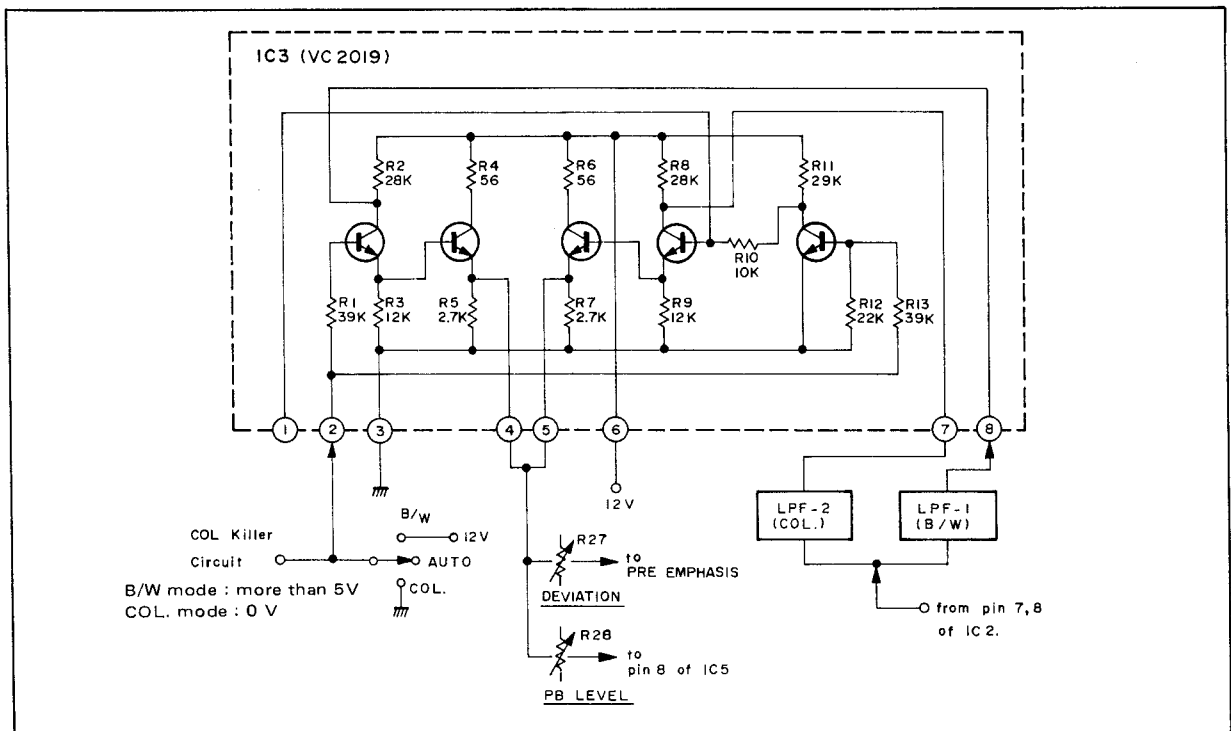 IC3 (VC2019)
R2
28K
R4
56
R6
56
R8
28K
R11
29K
R10
10K
R1
39K
R3
12K
R5
2.7K
R7
2.7K
R9
12K
R12
22K
R13
39K
1
2
3
4
5
6
7
8
12V
LPF-2
(COL.)
LPF-1
(B/W)
COL Killer
Circuit
B/W
12V
AUTO
COL.
B/W mode : more than 5V
COL. mode : 0 V
R27
to
PRE EMPHASIS
DEVIATION
R28
to
pin 8 of IC5
PB LEVEL
from pin 7,8
of IC2.